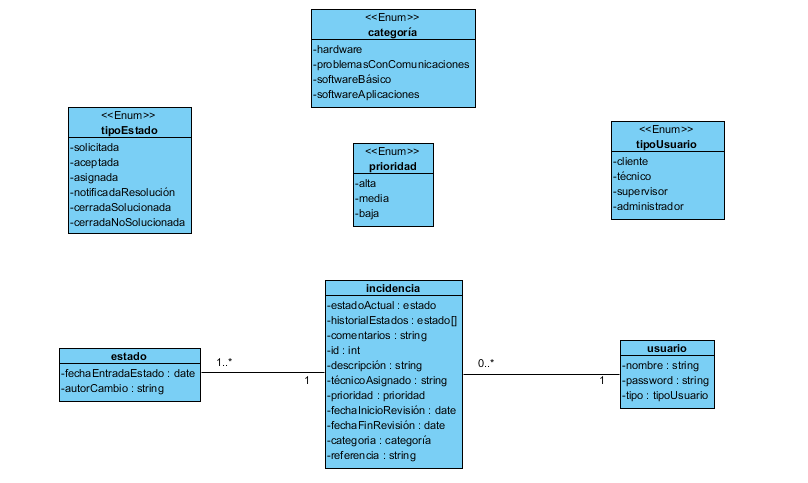 <<Enum>>
categoría
-hardware
-problemasConComunicaciones
-softwareBásico
-softwareAplicaciones
<<Enum>>
tipoEstado
-solicitada
-aceptada
-asignada
-notificadaResolución
-cerradaSolucionada
-cerradaNoSolucionada
<<Enum>>
prioridad
-alta
-media
-baja
<<Enum>>
tipoUsuario
-cliente
-técnico
-supervisor
-administrador
estado
-fechaEntradaEstado : date
-autorCambio : string
1..*
1
incidencia
-estadoActual : estado
-historialEstados : estado[]
-comentarios : string
-id : int
-descripción : string
-técnicoAsignado : string
-prioridad : prioridad
-fechaInicioRevisión : date
-fechaFinRevisión : date
-categoria : categoría
-referencia : string
0..*
1
usuario
-nombre : string
-password : string
-tipo : tipoUsuario